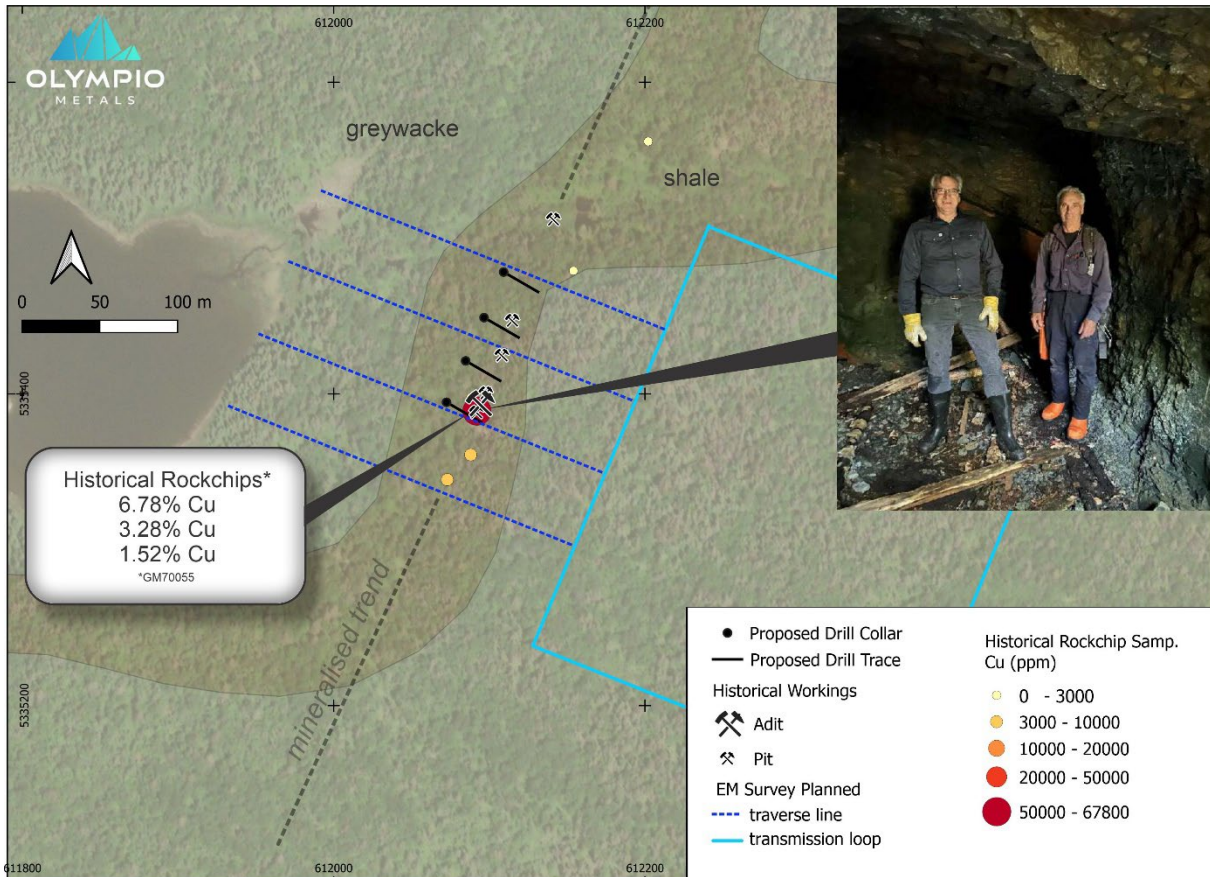 OLYMPIO
METALS
612000
612200
greywacke
shale
0 50 100 m
5339400
Historical Rockchips*
6.78% Cu
3.28% Cu
1.52% Cu
*GM70055
mineralised trend
5335200
611800
612000
612200
Proposed Drill Collar
Proposed Drill Trace
Historical Workings
Adit
Pit
EM Survey Planned
traverse line
transmission loop
Historical Rockchip Samp.
Cu (ppm)
0 - 3000
3000 - 10000
10000 - 20000
20000 - 50000
50000 - 67800